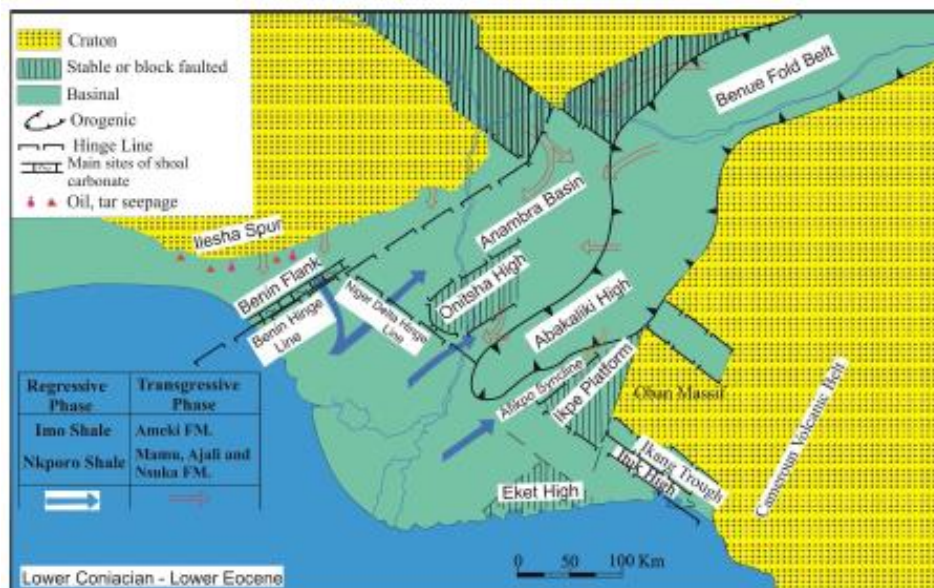 Craton
Stable or block faulted
Basinal
Orogenic
Hinge Line
Main sites of shoal
carbonate
Oil, tar seepage
Benue Fold Belt
Anambra Basin
Ilesha Spur
Benin Flank
Onitsha High
Benin Hinge
Line
Niger Delta Hinge
Line
Abakaliki High
Afikpo Syncline
Ikpe Platform
Oban Massif
Cameroun Volcanic Belt
Ikang Trough
Ituk High
Eket High
Regressive
Phase
Transgressive
Phase
Imo Shale
Ameki FM.
Nkporo Shale
Mamu, Ajali and
Nsuka FM.
0 50 100 Km
Lower Coniacian - Lower Eocene